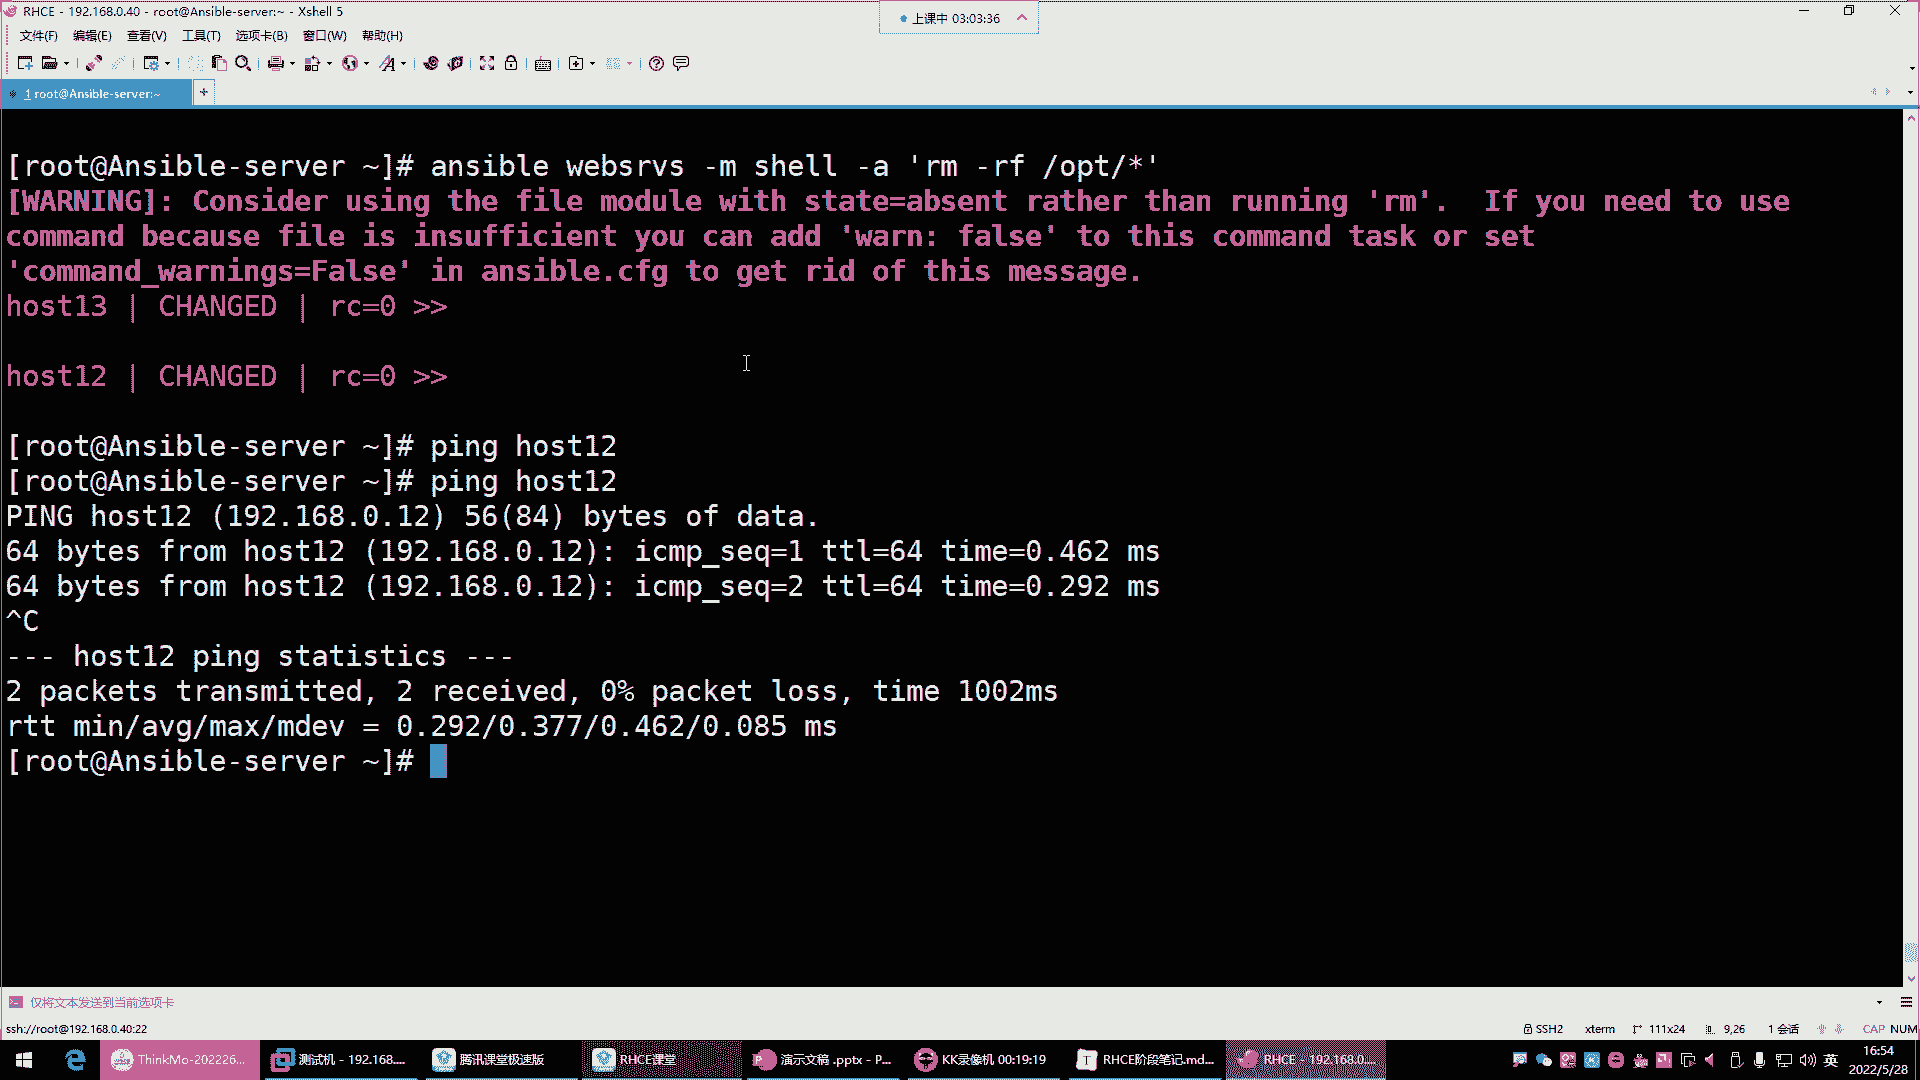 RHCE - 192.168.0.40 - root@Ansible-server:~ - Xshell 5
上课中 03:03:36
文件(F) 编辑(E) 查看(V) 工具(T) 选项卡(B) 窗口(W) 帮助(H)
1 root@Ansible-server:~
[root@Ansible-server ~]# ansible websrvs -m shell -a 'rm -rf /opt/*'
[WARNING]: Consider using the file module with state=absent rather than running 'rm'.  If you need to use
command because file is insufficient you can add 'warn: false' to this command task or set
'command_warnings=False' in ansible.cfg to get rid of this message.
host13 | CHANGED | rc=0 >>
host12 | CHANGED | rc=0 >>
[root@Ansible-server ~]# ping host12
[root@Ansible-server ~]# ping host12
PING host12 (192.168.0.12) 56(84) bytes of data.
64 bytes from host12 (192.168.0.12): icmp_seq=1 ttl=64 time=0.462 ms
64 bytes from host12 (192.168.0.12): icmp_seq=2 ttl=64 time=0.292 ms
^C
--- host12 ping statistics ---
2 packets transmitted, 2 received, 0% packet loss, time 1002ms
rtt min/avg/max/mdev = 0.292/0.377/0.462/0.085 ms
[root@Ansible-server ~]#
仅将文本发送到当前选项卡
ssh://root@192.168.0.40:22 SSH2 xterm 111x24 9,26 1 会话 CAP NUM
ThinkMo-202226... 测试机 - 192.168.... 腾讯课堂极速版 RHCE课堂 演示文稿 .pptx - P... KK录像机 00:19:19 RHCE阶段笔记.md... RHCE - 192.168.0... 英 16:54
2022/5/28